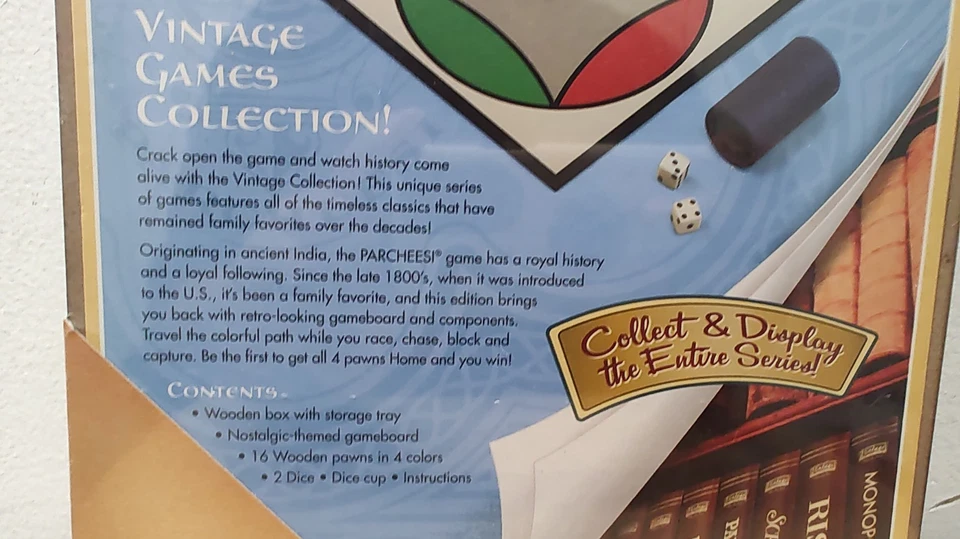 VINTAGE
GAMES
COLLECTION!
Crack open the game and watch history come
alive with the Vintage Collection! This unique series
of games features all of the timeless classics that have
remained family favorites over the decades!
Originating in ancient India, the PARCHEESI® game has a royal history
and a loyal following. Since the late 1800's, when it was introduced
to the U.S., it's been a family favorite, and this edition brings
you back with retro-looking gameboard and components.
Travel the colorful path while you race, chase, block and
capture. Be the first to get all 4 pawns Home and you win!
Collect & Display
the Entire Series!
CONTENTS
• Wooden box with storage tray
• Nostalgic-themed gameboard
• 16 Wooden pawns in 4 colors
• 2 Dice • Dice cup • Instructions
RIS
MONOP